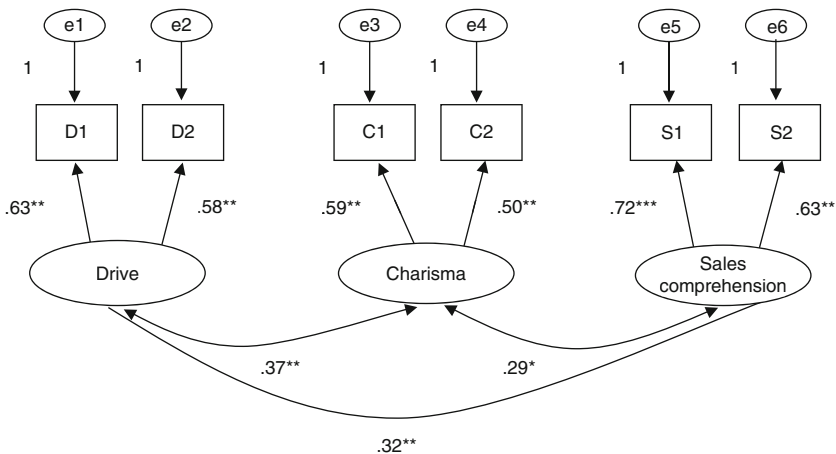 e1 e2 e3 e4 e5 e6
1 1 1 1 1 1
D1 D2 C1 C2 S1 S2
.63** .58** .59** .50** .72*** .63**
Drive Charisma Sales
comprehension
.37** .29*
.32**